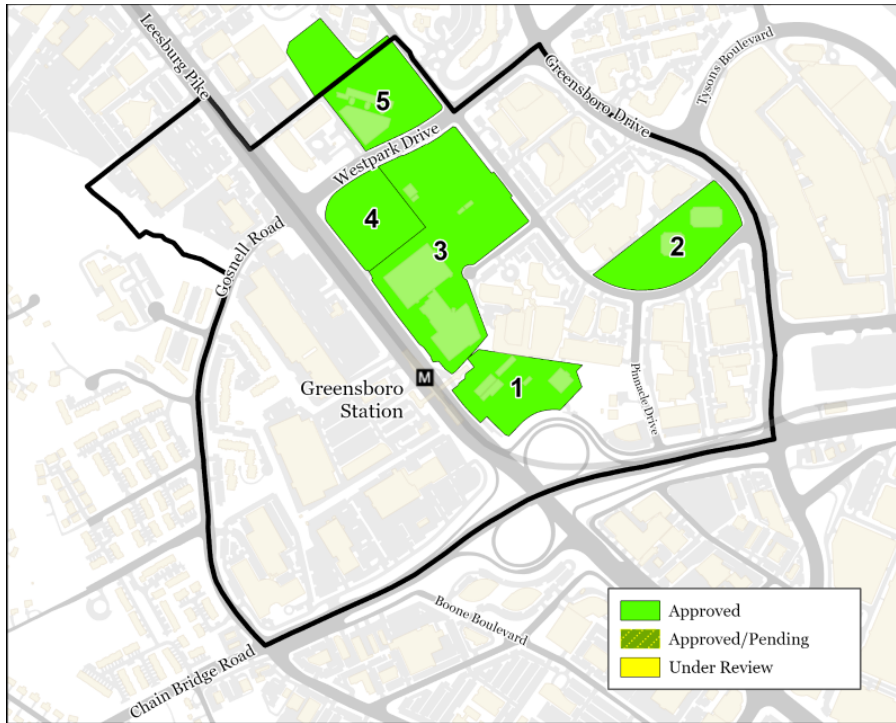 Leesburg Pike
Greensboro Drive
Tysons Boulevard
5
Westpark Drive
4
3
2
Gosnell Road
Greensboro
Station
M
1
Pinnacle Drive
Boone Boulevard
Chain Bridge Road
Approved
Approved/Pending
Under Review